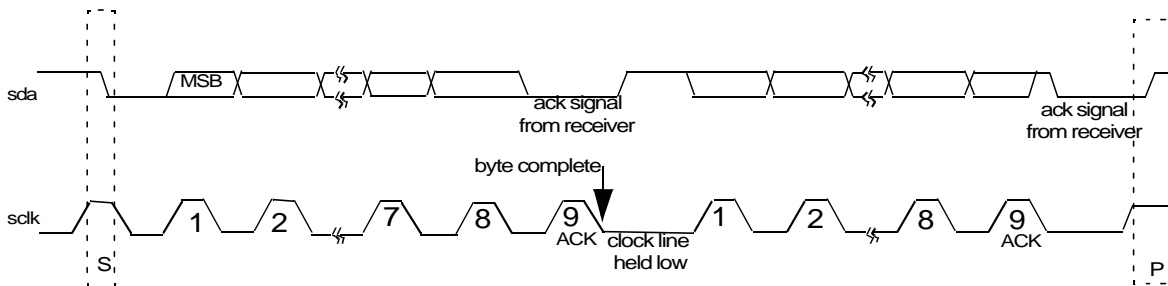 MSB
sda
ack signal
from receiver
ack signal
from receiver
byte complete
sclk
1
2
7
8
9
ACK
clock line
held low
1
2
8
9
ACK
S
P